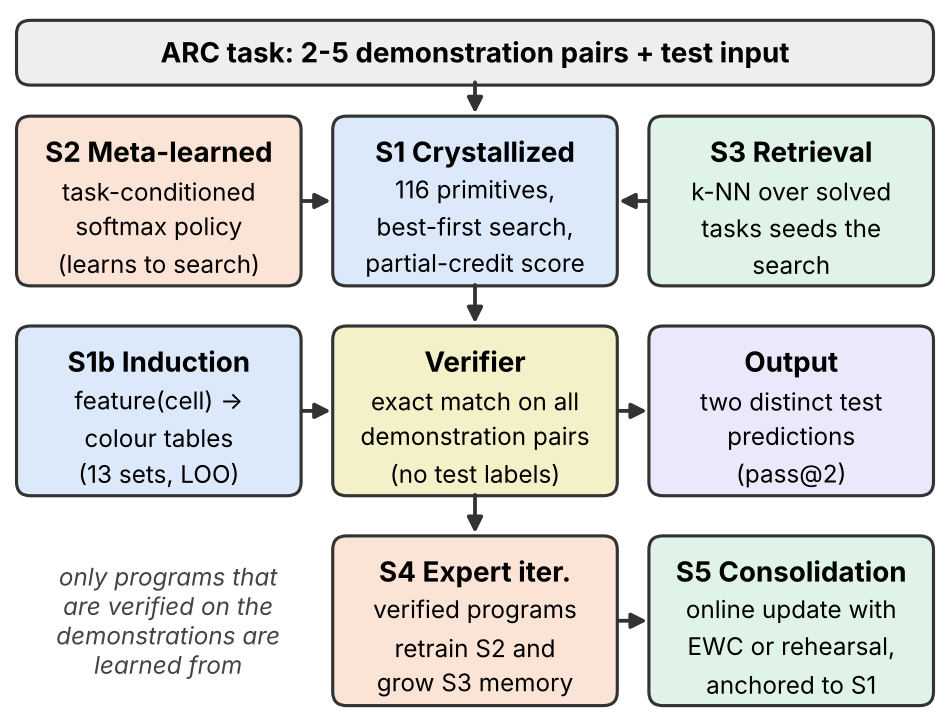 ARC task: 2-5 demonstration pairs + test input
S2 Meta-learned
task-conditioned
softmax policy
(learns to search)
S1 Crystallized
116 primitives,
best-first search,
partial-credit score
S3 Retrieval
k-NN over solved
tasks seeds the
search
S1b Induction
feature(cell) →
colour tables
(13 sets, LOO)
Verifier
exact match on all
demonstration pairs
(no test labels)
Output
two distinct test
predictions
(pass@2)
only programs that
are verified on the
demonstrations are
learned from
S4 Expert iter.
verified programs
retrain S2 and
grow S3 memory
S5 Consolidation
online update with
EWC or rehearsal,
anchored to S1